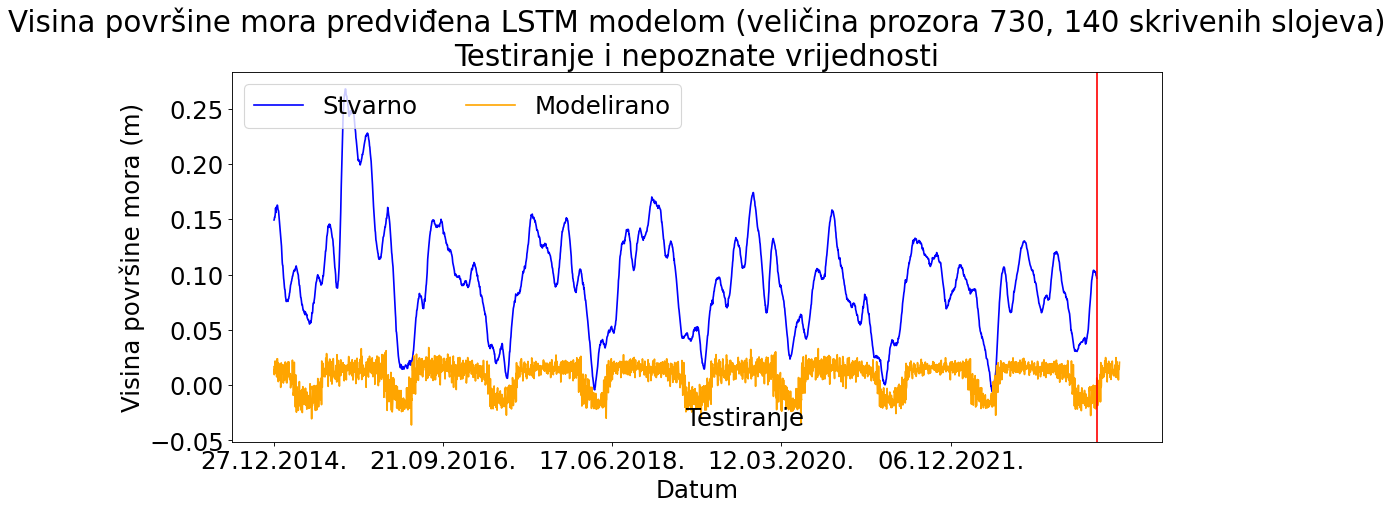 Visina površine mora predviđena LSTM modelom (veličina prozora 730, 140 skrivenih slojeva)
Testiranje i nepoznate vrijednosti
Stvarno
Modelirano
Visina površine mora (m)
0.25
0.20
0.15
0.10
0.05
0.00
−0.05
Testiranje
27.12.2014.
21.09.2016.
17.06.2018.
12.03.2020.
06.12.2021.
Datum